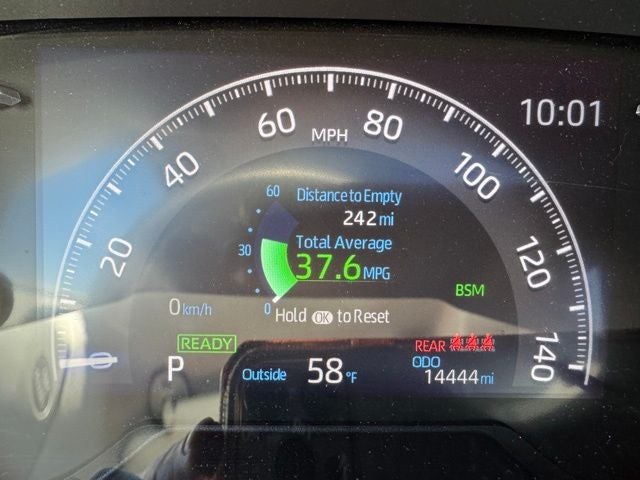 10:01
60 80
MPH
40 100
60 Distance to Empty
242 mi
Total Average
20 30 37.6 MPG 120
BSM
0 km/h 0 Hold OK to Reset
READY REAR
0 P Outside 58 °F ODO 140
14444 mi